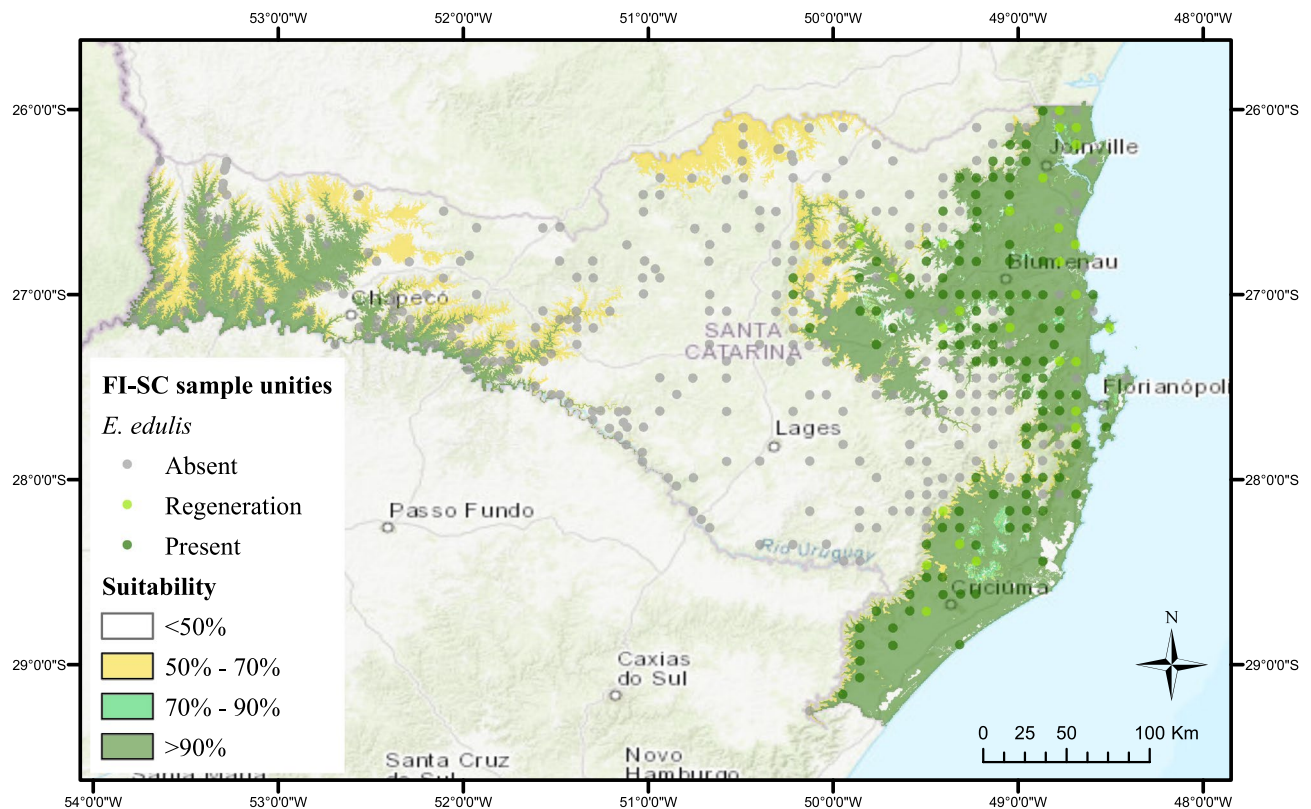 53°0'0"W 52°0'0"W 51°0'0"W 50°0'0"W 49°0'0"W 48°0'0"W
26°0'0"S 26°0'0"S
Joinville
Blumenau
27°0'0"S 27°0'0"S
Chapecó
SANTA
CATARINA
Florianópoli
Lages
28°0'0"S 28°0'0"S
Passo Fundo
Rio Uruguay
Criciúma
29°0'0"S 29°0'0"S
Caxias
do Sul
Santa Cruz
do Sul
Novo
Hamburgo
Santa Maria
FI-SC sample unities
E. edulis
Absent
Regeneration
Present
Suitability
<50%
50% - 70%
70% - 90%
>90%
N
0 25 50 100 Km
54°0'0"W 53°0'0"W 52°0'0"W 51°0'0"W 50°0'0"W 49°0'0"W 48°0'0"W